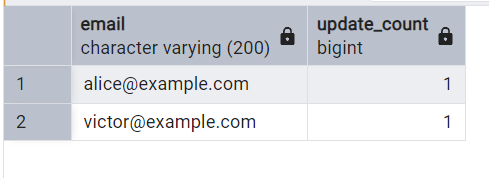 email update_count
character varying (200) bigint
1 alice@example.com 1
2 victor@example.com 1